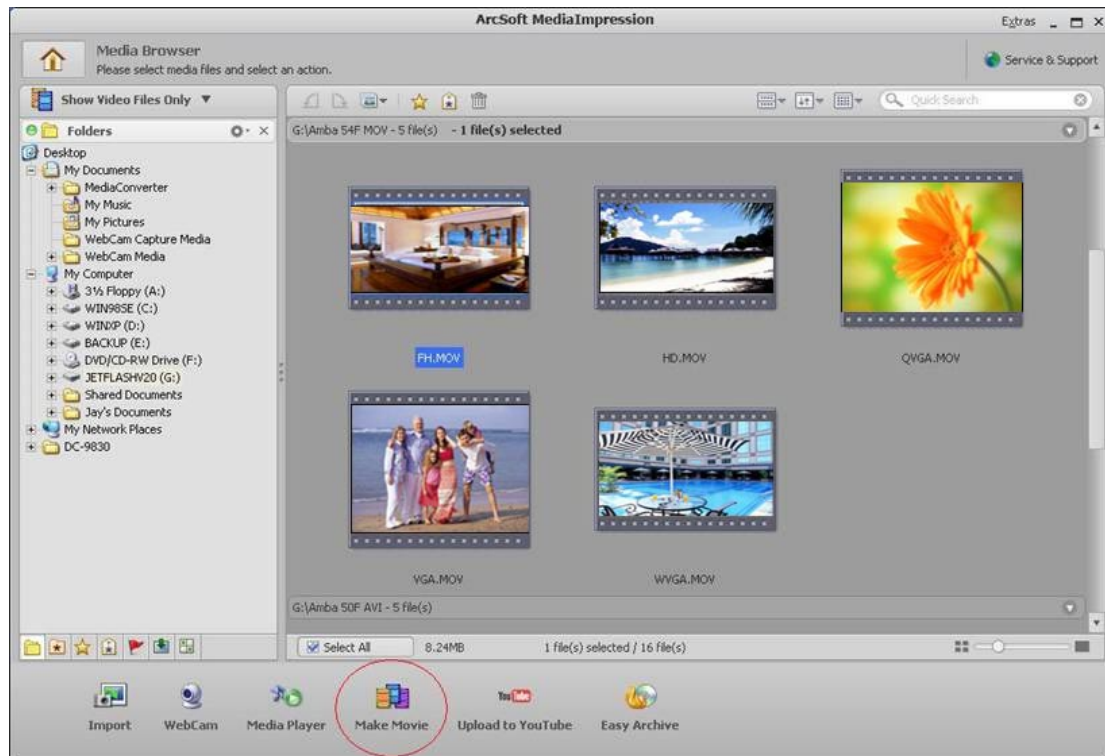 ArcSoft MediaImpression
Extras
Media Browser
Please select media files and select an action.
Service & Support
Show Video Files Only
Quick Search
Folders
G:\Amba 54F MOV - 5 file(s) - 1 file(s) selected
Desktop
My Documents
MediaConverter
My Music
My Pictures
WebCam Capture Media
WebCam Media
My Computer
3½ Floppy (A:)
WIN98SE (C:)
WINXP (D:)
BACKUP (E:)
DVD/CD-RW Drive (F:)
JETFLASHV20 (G:)
Shared Documents
Jay's Documents
My Network Places
DC-9830
FH.MOV
HD.MOV
QVGA.MOV
VGA.MOV
WVGA.MOV
G:\Amba 50F AVI - 5 file(s)
Select All
8.24MB
1 file(s) selected / 16 file(s)
Import
WebCam
Media Player
Make Movie
You Tube
Upload to YouTube
Easy Archive